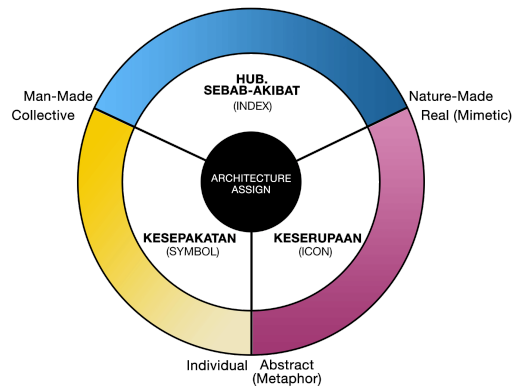 HUB.
SEBAB-AKIBAT
(INDEX)
Man-Made
Collective
Nature-Made
Real (Mimetic)
ARCHITECTURE
ASSIGN
KESEPAKATAN
(SYMBOL)
KESERUPAAN
(ICON)
Individual
Abstract
(Metaphor)